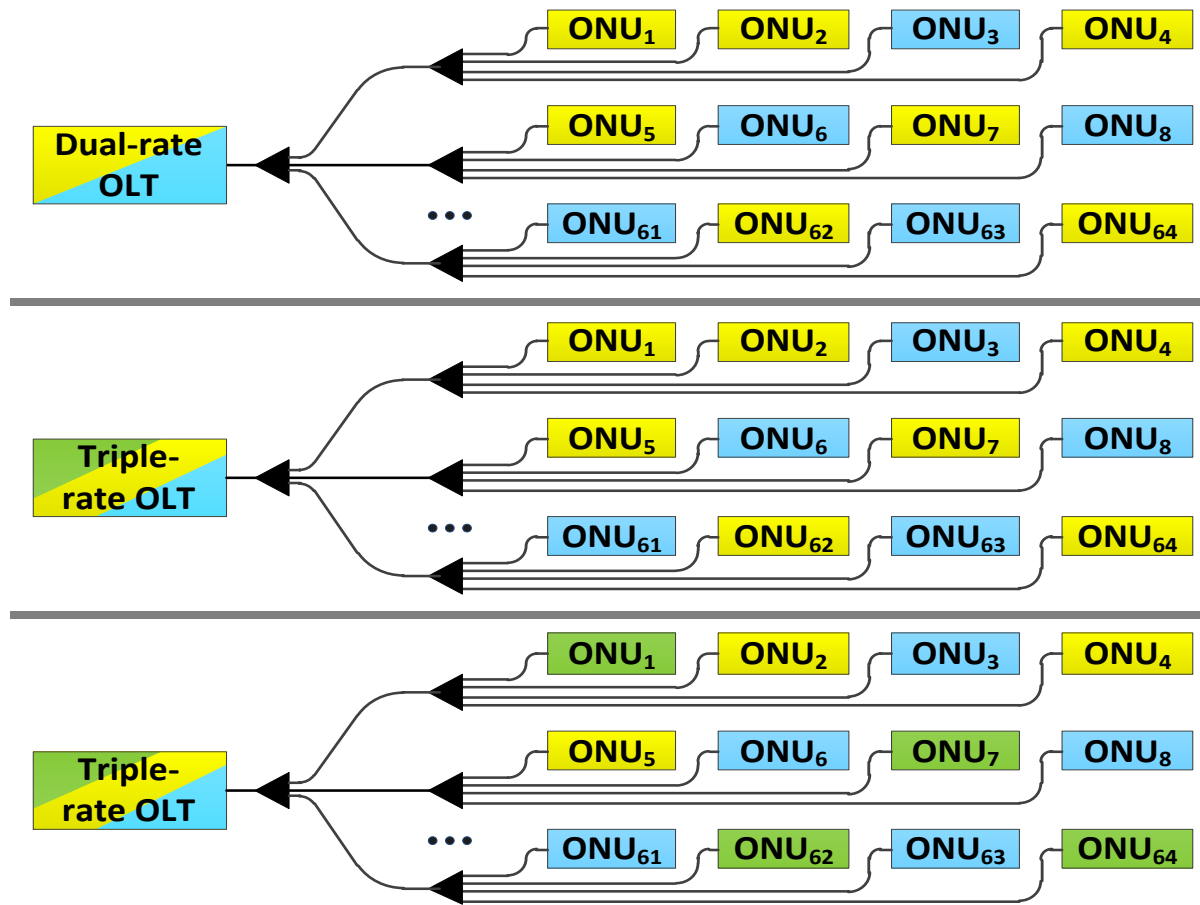 ONU₁ ONU₂ ONU₃ ONU₄
Dual-rate
OLT
ONU₅ ONU₆ ONU₇ ONU₈
...
ONU₆₁ ONU₆₂ ONU₆₃ ONU₆₄
ONU₁ ONU₂ ONU₃ ONU₄
Triple-
rate OLT
ONU₅ ONU₆ ONU₇ ONU₈
...
ONU₆₁ ONU₆₂ ONU₆₃ ONU₆₄
ONU₁ ONU₂ ONU₃ ONU₄
Triple-
rate OLT
ONU₅ ONU₆ ONU₇ ONU₈
...
ONU₆₁ ONU₆₂ ONU₆₃ ONU₆₄